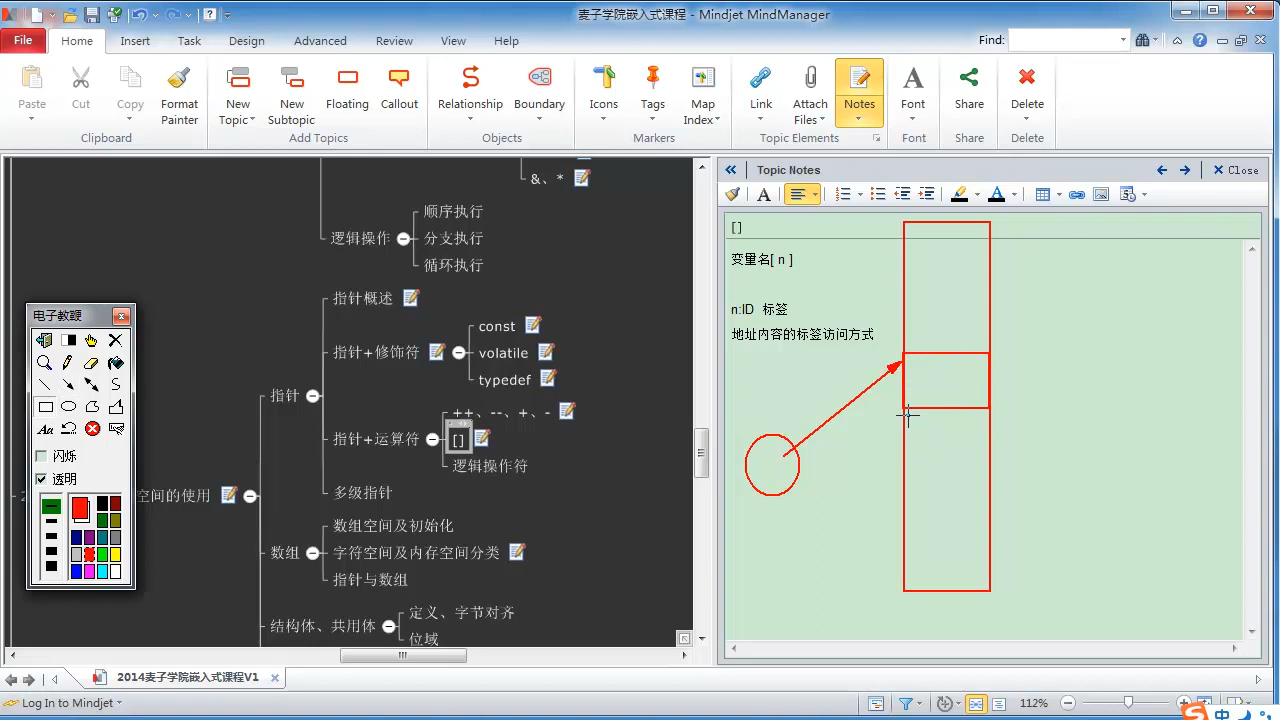 麦子学院嵌入式课程 - Mindjet MindManager
File Home Insert Task Design Advanced Review View Help Find:
Paste Cut Copy Format Painter
Clipboard
New Topic New Subtopic Floating Callout
Add Topics
Relationship Boundary
Objects
Icons Tags Map Index
Markers
Link Attach Files Notes
Topic Elements
Font
Font
Share
Share
Delete
Delete
&、*
逻辑操作
顺序执行
分支执行
循环执行
指针
指针概述
指针+修饰符
const
volatile
typedef
指针+运算符
++、--、+、-
[]
逻辑操作符
多级指针
空间的使用
数组
数组空间及初始化
字符空间及内存空间分类
指针与数组
结构体、共用体
定义、字节对齐
位域
电子教鞭
Aa
闪烁
透明
Topic Notes
Close
[]
变量名[ n ]
n:ID 标签
地址内容的标签访问方式
2014麦子学院嵌入式课程V1
Log In to Mindjet
112%
中